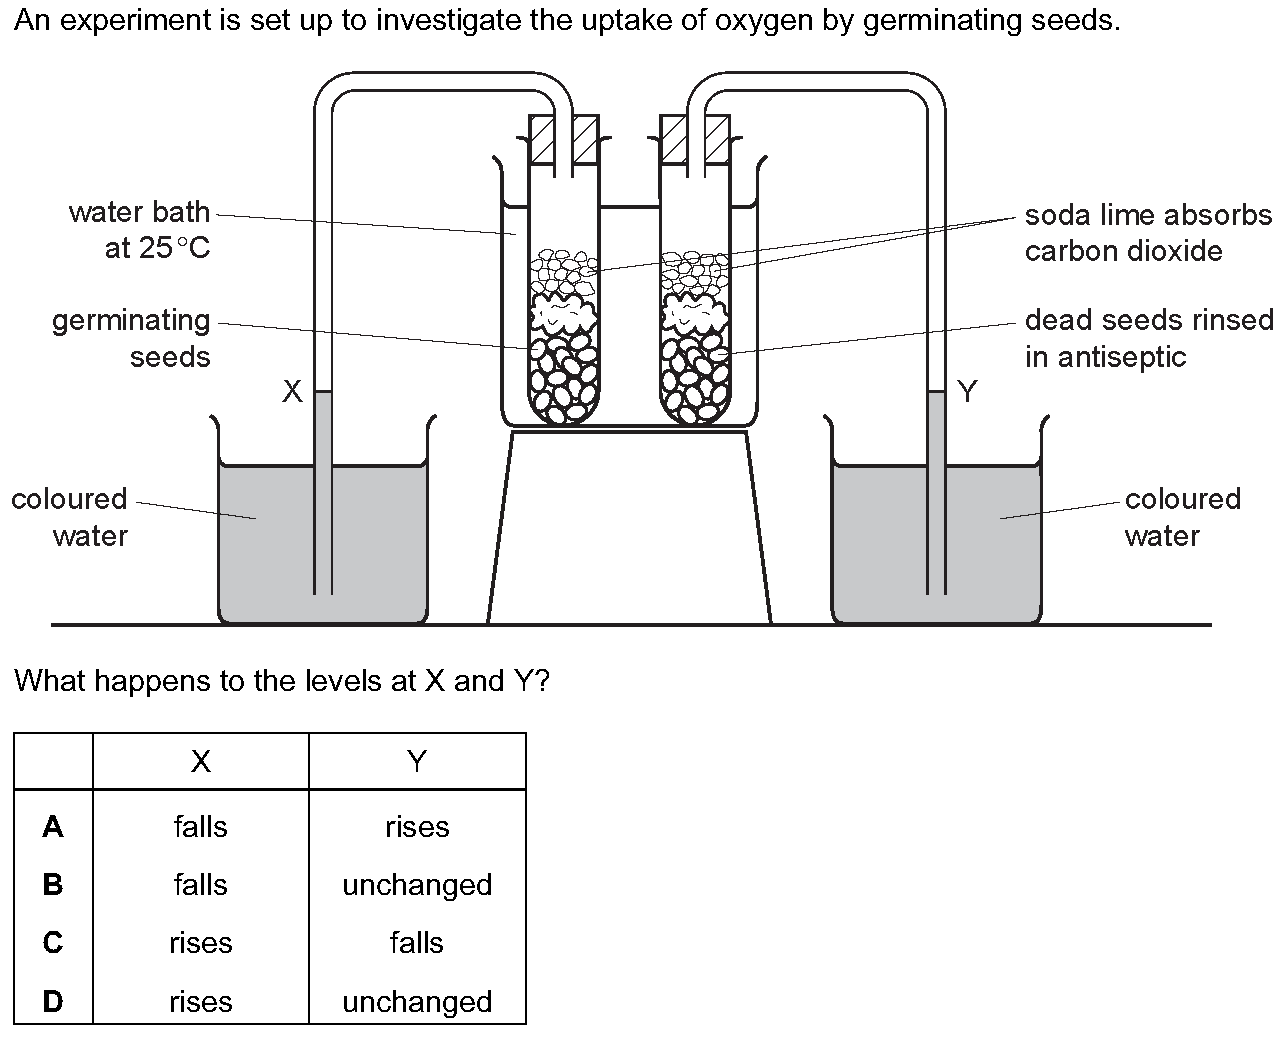 An experiment is set up to investigate the uptake of oxygen by germinating seeds.
water bath
at 25°C
soda lime absorbs
carbon dioxide
germinating
seeds
dead seeds rinsed
in antiseptic
X
Y
coloured
water
coloured
water
What happens to the levels at X and Y?
X Y
A falls rises
B falls unchanged
C rises falls
D rises unchanged